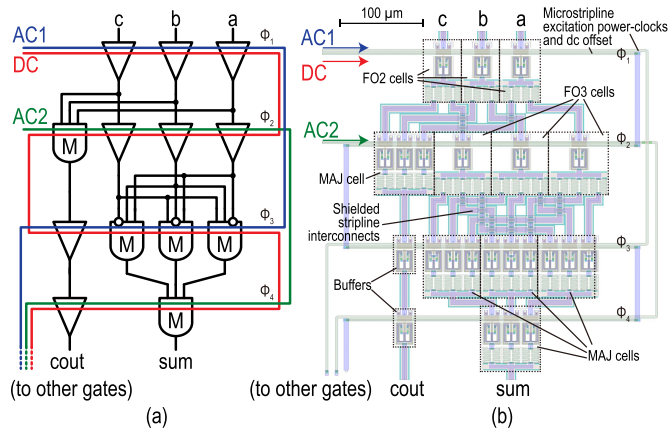 c b a
AC1
DC
Φ1
AC2
Φ2
M
Φ3
M M M
Φ4
M
cout sum
(to other gates)
(a)
100 µm
c b a
Microstripline
excitation power-clocks
and dc offset
AC1
DC
Φ1
FO2 cells
FO3 cells
AC2
Φ2
MAJ cell
Shielded
stripline
interconnects
Φ3
Buffers
Φ4
MAJ cells
(to other gates) cout sum
(b)